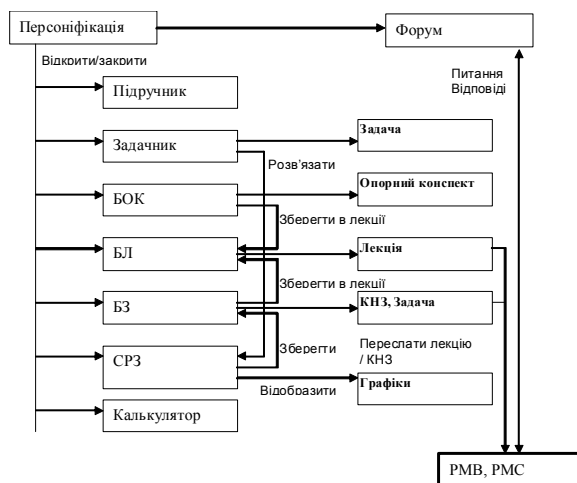 Персоніфікація
Форум
Відкрити/закрити
Питання
Відповіді
Підручник
Задачник
Задача
Розв'язати
БОК
Опорний конспект
Зберегти в лекції
БЛ
Лекція
Зберегти в лекції
БЗ
КНЗ, Задача
Зберегти
Переслати лекцію
/ КНЗ
СРЗ
Графіки
Відобразити
Калькулятор
РМВ, РМС